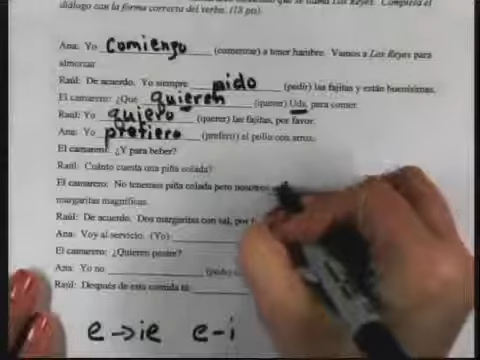 diálogo con la forma correcta del verbo. (18 pts)
Ana: Yo comienzo (comenzar) a tener hambre. Vamos a Los Reyes para
almorzar
Raúl: De acuerdo. Yo siempre pido (pedir) las fajitas y están buenísimas.
El camarero: ¿Qué quieren (querer) Uds. para comer.
Raúl: Yo quiero (querer) las fajitas, por favor.
Ana: Yo prefiero (preferir) el pollo con arroz.
El camarero: ¿Y para beber?
Raúl: Cuánto cuesta una piña colada?
El camarero: No tenemos piña colada pero nosotros
margaritas magníficas.
Raúl: De acuerdo. Dos margaritas con sal, por
Ana: Voy al servicio. (Yo):
El camarero: ¿Quieren postre?
Ana: Yo no
Raúl: Después de esta comida tú
e → ie e - i